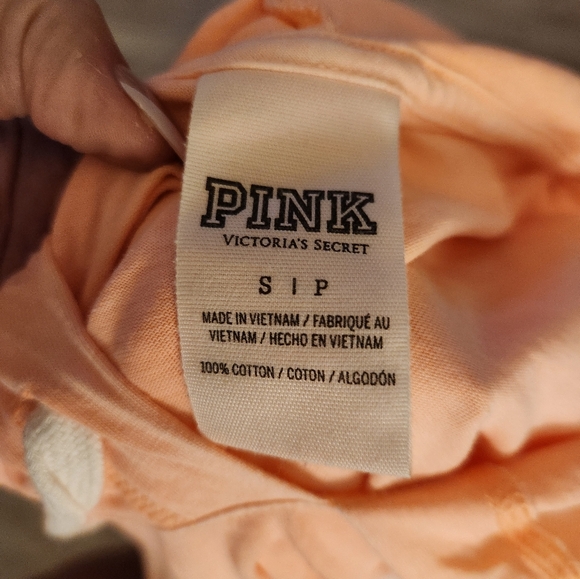 PINK
VICTORIA'S SECRET
S | P
MADE IN VIETNAM / FABRIQUÉ AU
VIETNAM / HECHO EN VIETNAM
100% COTTON / COTON / ALGODÓN